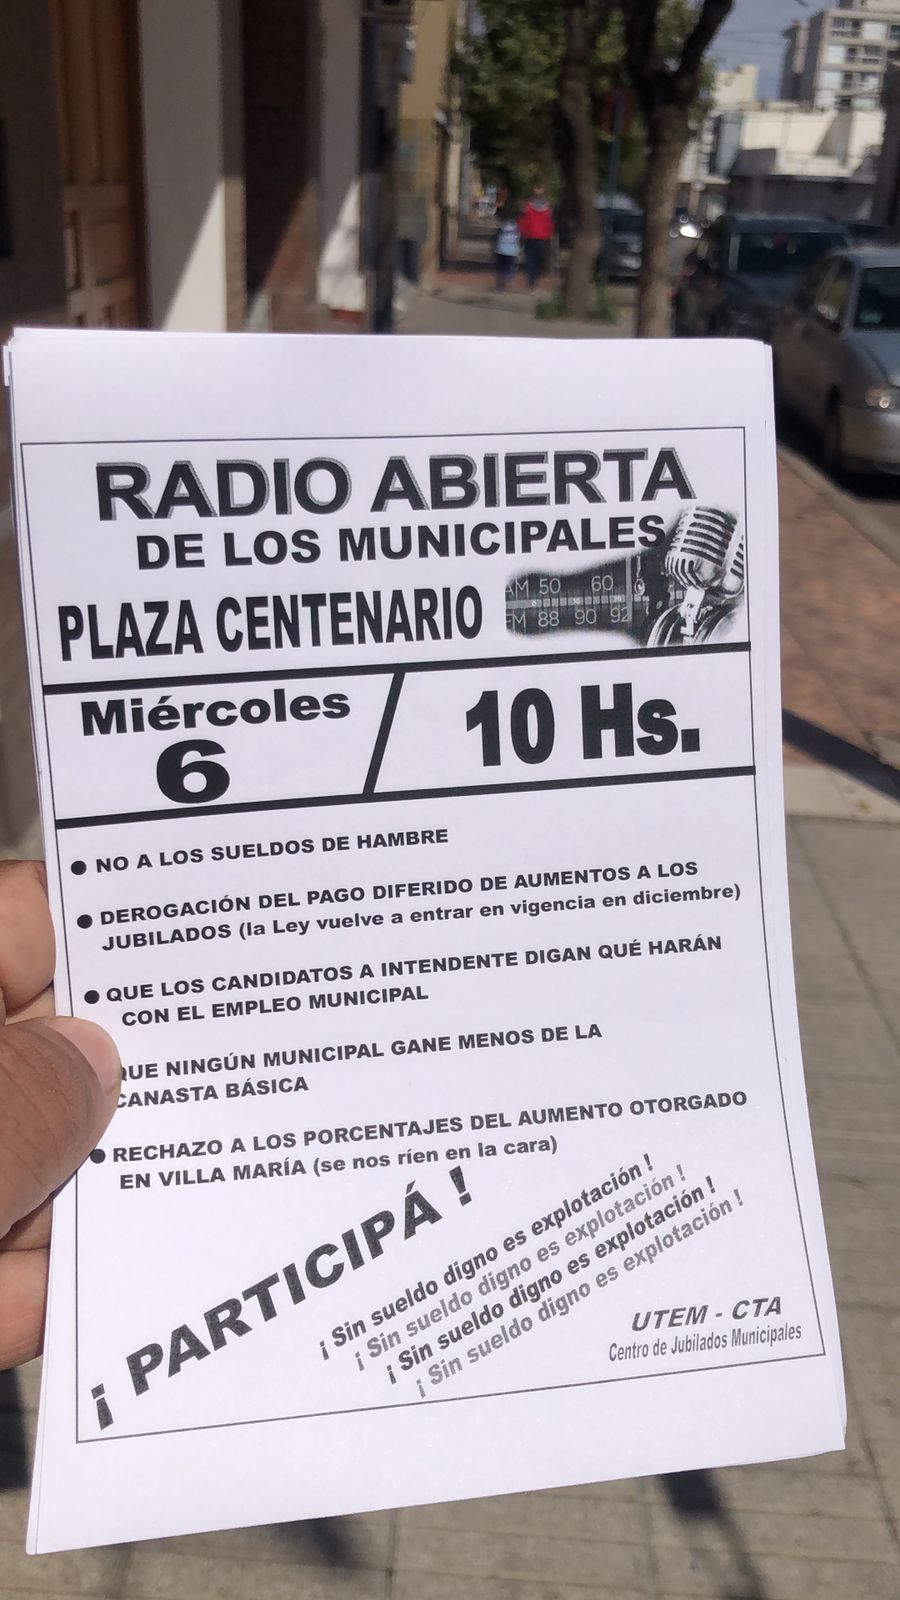 RADIO ABIERTA
DE LOS MUNICIPALES
PLAZA CENTENARIO
AM 50 60
FM 88 90 92
Miércoles
6
10 Hs.
● NO A LOS SUELDOS DE HAMBRE
● DEROGACIÓN DEL PAGO DIFERIDO DE AUMENTOS A LOS
JUBILADOS (la Ley vuelve a entrar en vigencia en diciembre)
● QUE LOS CANDIDATOS A INTENDENTE DIGAN QUÉ HARÁN
CON EL EMPLEO MUNICIPAL
QUE NINGÚN MUNICIPAL GANE MENOS DE LA
CANASTA BÁSICA
● RECHAZO A LOS PORCENTAJES DEL AUMENTO OTORGADO
EN VILLA MARÍA (se nos ríen en la cara)
¡ PARTICIPÁ !
¡ Sin sueldo digno es explotación !
¡ Sin sueldo digno es explotación !
¡ Sin sueldo digno es explotación !
¡ Sin sueldo digno es explotación !
UTEM - CTA
Centro de Jubilados Municipales